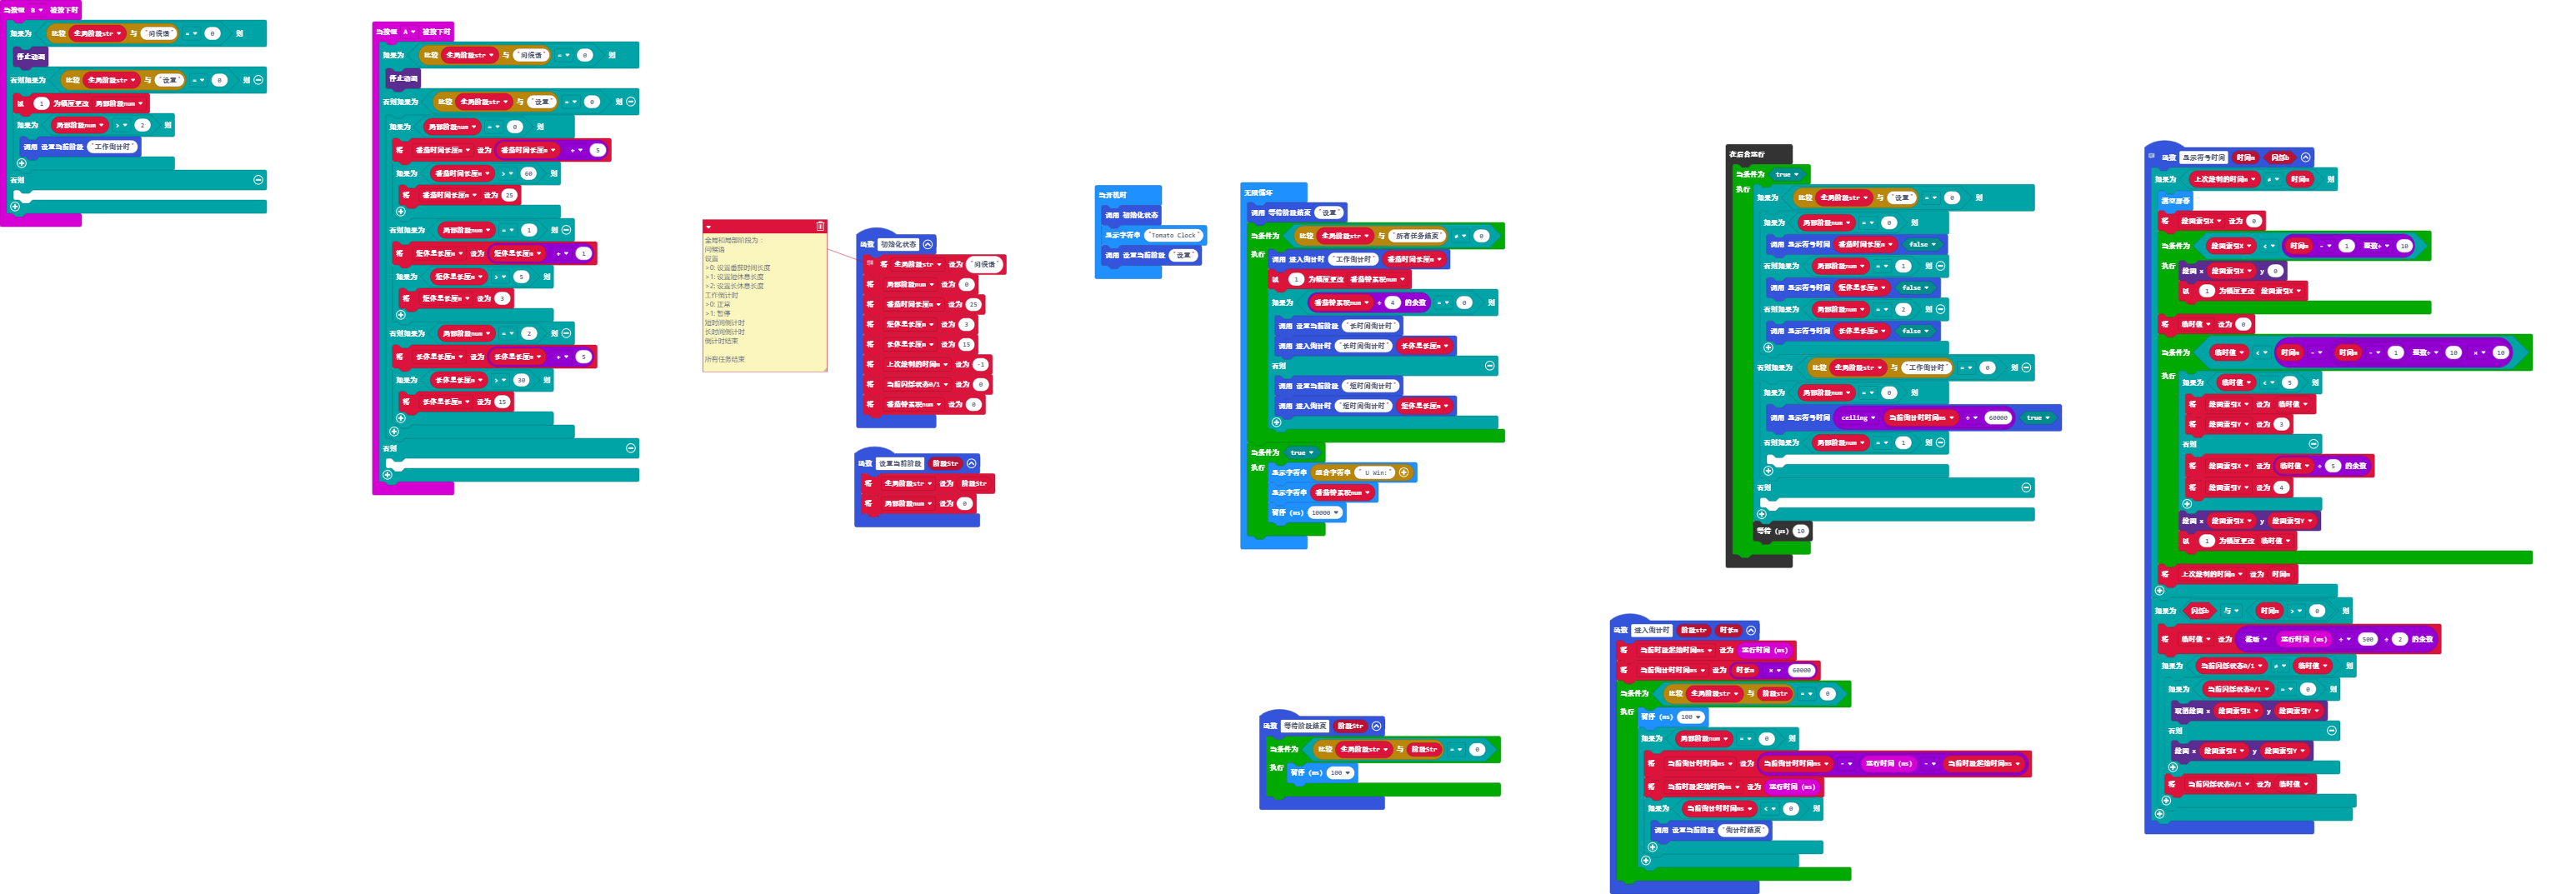 当按钮 B 被按下时
如果为 比较 全局阶段str 与 "问候语" = 0 则
停止动画
否则如果为 比较 全局阶段str 与 "设置" = 0 则
以 1 为幅度更改 局部阶段num
如果为 局部阶段num > 2 则
调用 设置当前阶段 "工作倒计时"
否则
当按钮 A 被按下时
如果为 比较 全局阶段str 与 "问候语" = 0 则
停止动画
否则如果为 比较 全局阶段str 与 "设置" = 0 则
如果为 局部阶段num = 0 则
将 番茄时间长度m 设为 番茄时间长度m + 5
如果为 番茄时间长度m > 60 则
将 番茄时间长度m 设为 25
否则如果为 局部阶段num = 1 则
将 短休息长度m 设为 短休息长度m + 1
如果为 短休息长度m > 5 则
将 短休息长度m 设为 3
否则如果为 局部阶段num = 2 则
将 长休息长度m 设为 长休息长度m + 5
如果为 长休息长度m > 30 则
将 长休息长度m 设为 15
否则
全局和局部阶段为：
问候语
设置
>0: 设置番茄时间长度
>1: 设置短休息长度
>2: 设置长休息长度
工作倒计时
>0: 正常
>1: 暂停
短时间倒计时
长时间倒计时
倒计时结束
所有任务结束
函数 初始化状态
将 全局阶段str 设为 "问候语"
将 局部阶段num 设为 0
将 番茄时间长度m 设为 25
将 短休息长度m 设为 3
将 长休息长度m 设为 15
将 上次绘制的时间m 设为 -1
将 当前闪烁状态0/1 设为 0
将 番茄钟实现num 设为 0
函数 设置当前阶段 阶段Str
将 全局阶段str 设为 阶段Str
将 局部阶段num 设为 0
当开机时
调用 初始化状态
显示字符串 "Tomato Clock"
调用 设置当前阶段 "设置"
无限循环
调用 等待阶段结束 "设置"
当条件为 比较 全局阶段str 与 "所有任务结束" ≠ 0
执行 调用 进入倒计时 "工作倒计时" 番茄时间长度m
以 1 为幅度更改 番茄钟实现num
如果为 番茄钟实现num ÷ 4 的余数 = 0 则
调用 设置当前阶段 "长时间倒计时"
调用 进入倒计时 "长时间倒计时" 长休息长度m
否则
调用 设置当前阶段 "短时间倒计时"
调用 进入倒计时 "短时间倒计时" 短休息长度m
当条件为 true
执行 显示字符串 组合字符串 " U Win:"
显示字符串 番茄钟实现num
暂停 (ms) 10000
函数 等待阶段结束 阶段Str
当条件为 比较 全局阶段str 与 阶段Str = 0
执行 暂停 (ms) 100
在后台运行
当条件为 true
执行 如果为 比较 全局阶段str 与 "设置" = 0 则
如果为 局部阶段num = 0 则
调用 显示符号时间 番茄时间长度m false
否则如果为 局部阶段num = 1 则
调用 显示符号时间 短休息长度m false
否则如果为 局部阶段num = 2 则
调用 显示符号时间 长休息长度m false
否则如果为 比较 全局阶段str 与 "工作倒计时" = 0 则
如果为 局部阶段num = 0 则
调用 显示符号时间 ceiling 当前倒计时时间ms ÷ 60000 true
否则如果为 局部阶段num = 1 则
否则
等待 (µs) 10
函数 进入倒计时 阶段str 时长m
将 当前时段起始时间ms 设为 运行时间 (ms)
将 当前倒计时时间ms 设为 时长m × 60000
当条件为 比较 全局阶段str 与 阶段str = 0
执行 暂停 (ms) 100
如果为 局部阶段num = 0 则
将 当前倒计时时间ms 设为 当前倒计时时间ms - 运行时间 (ms) - 当前时段起始时间ms
将 当前时段起始时间ms 设为 运行时间 (ms)
如果为 当前倒计时时间ms < 0 则
调用 设置当前阶段 "倒计时结束"
函数 显示符号时间 时间m 闪烁b
如果为 上次绘制的时间m ≠ 时间m 则
清空屏幕
将 绘图索引X 设为 0
当条件为 绘图索引X < 时间m - 1 整数÷ 10
执行 绘图 x 绘图索引X y 0
以 1 为幅度更改 绘图索引X
将 临时值 设为 0
当条件为 临时值 < 时间m - 时间m - 1 整数÷ 10 × 10
执行 如果为 临时值 < 5 则
将 绘图索引X 设为 临时值
将 绘图索引Y 设为 3
否则
将 绘图索引X 设为 临时值 ÷ 5 的余数
将 绘图索引Y 设为 4
绘图 x 绘图索引X y 绘图索引Y
以 1 为幅度更改 临时值
将 上次绘制的时间m 设为 时间m
如果为 闪烁b 与 时间m > 0 则
将 临时值 设为 截断 运行时间 (ms) ÷ 500 ÷ 2 的余数
如果为 当前闪烁状态0/1 ≠ 临时值 则
如果为 当前闪烁状态0/1 = 0 则
取消绘图 x 绘图索引X y 绘图索引Y
否则
绘图 x 绘图索引X y 绘图索引Y
将 当前闪烁状态0/1 设为 临时值